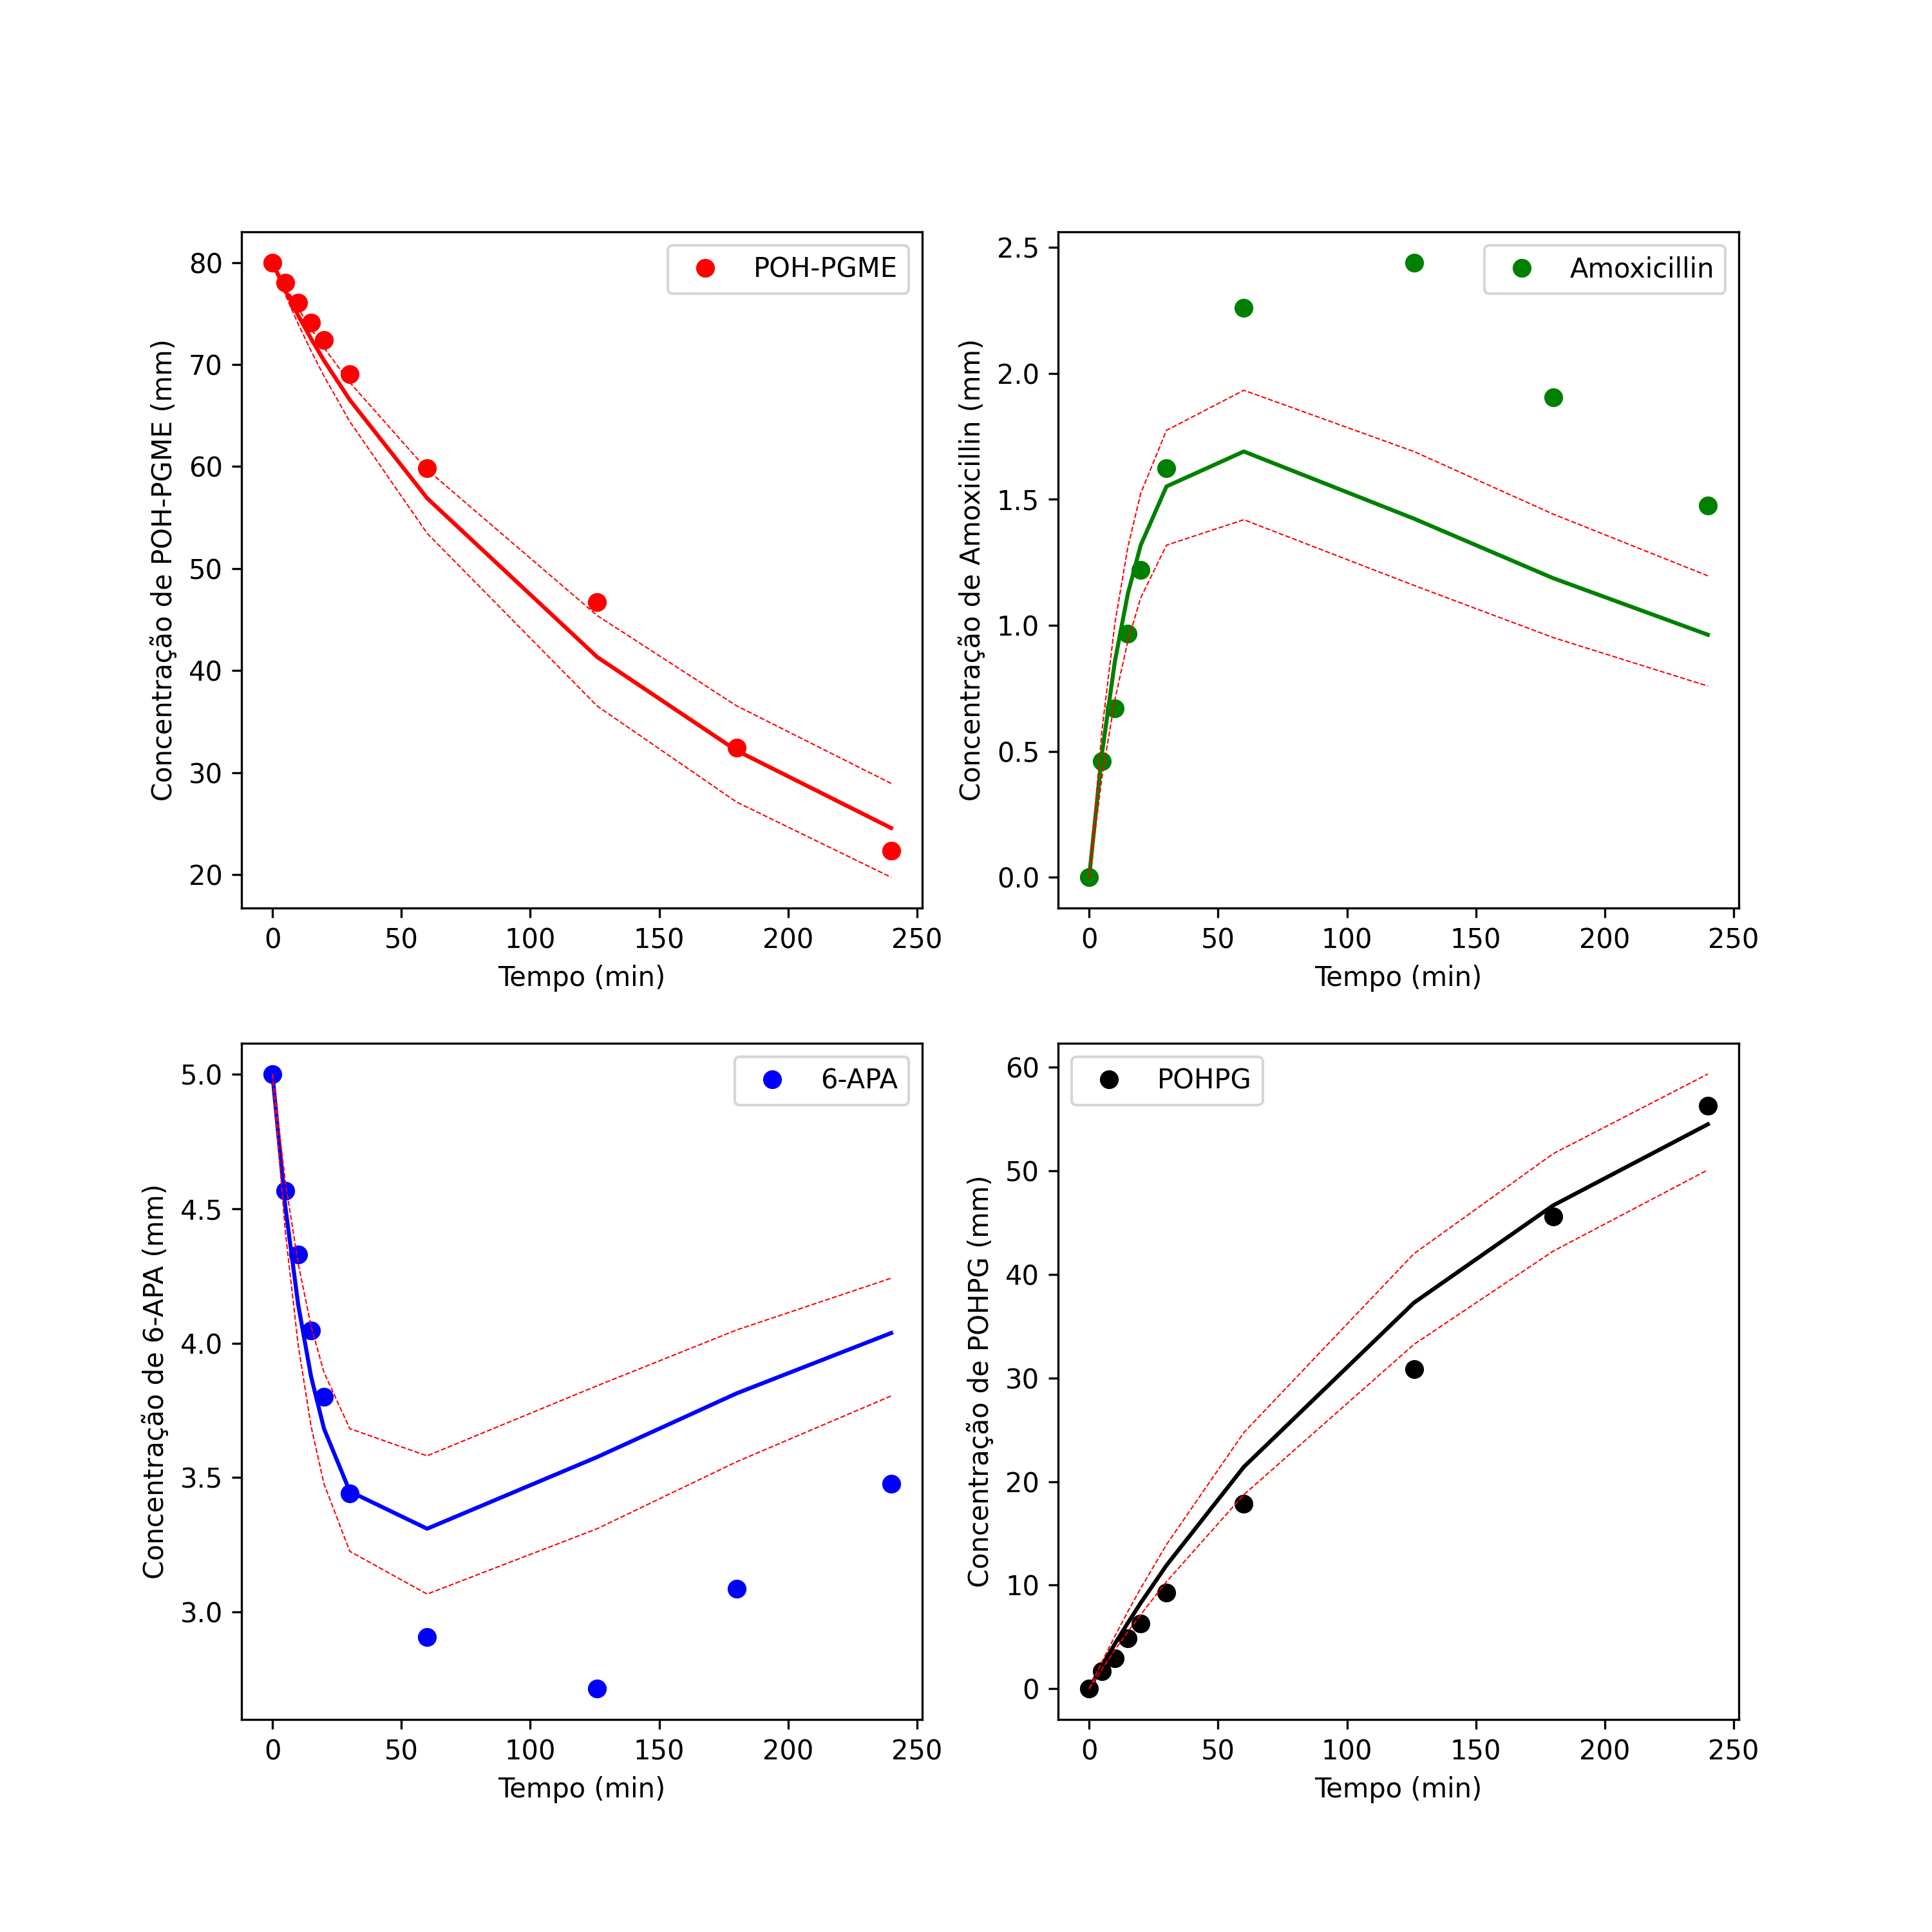 POH-PGME
Concentração de POH-PGME (mm)
80
70
60
50
40
30
20
0 50 100 150 200 250
Tempo (min)
Amoxicillin
Concentração de Amoxicillin (mm)
2.5
2.0
1.5
1.0
0.5
0.0
0 50 100 150 200 250
Tempo (min)
6-APA
Concentração de 6-APA (mm)
5.0
4.5
4.0
3.5
3.0
0 50 100 150 200 250
Tempo (min)
POHPG
Concentração de POHPG (mm)
60
50
40
30
20
10
0
0 50 100 150 200 250
Tempo (min)